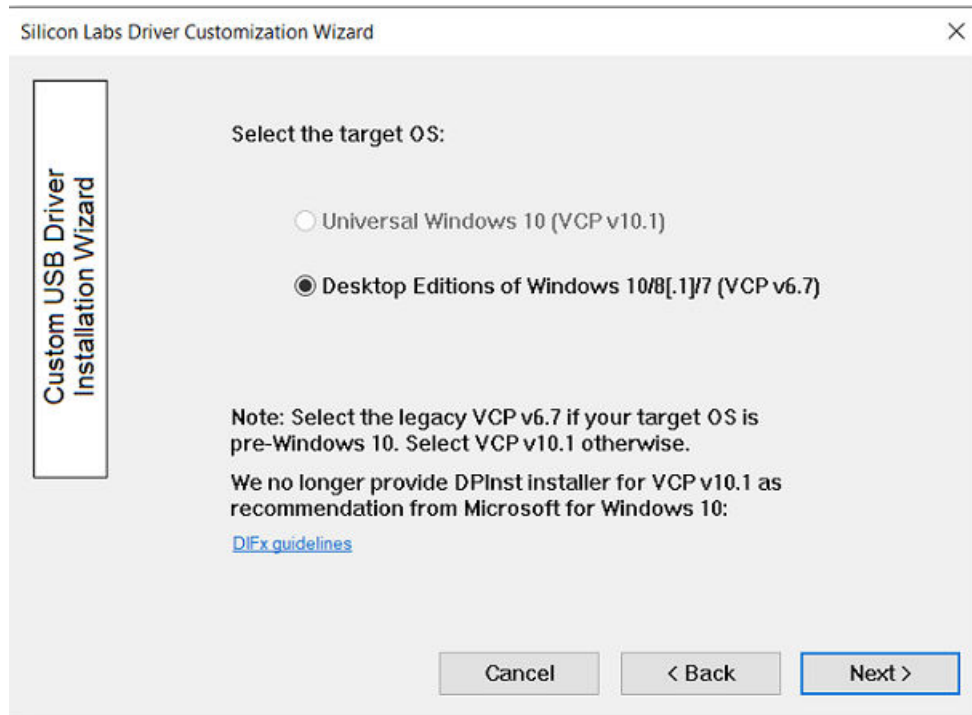 Silicon Labs Driver Customization Wizard
Custom USB Driver
Installation Wizard
Select the target OS:
Universal Windows 10 (VCP v10.1)
Desktop Editions of Windows 10/8[.1]/7 (VCP v6.7)
Note: Select the legacy VCP v6.7 if your target OS is
pre-Windows 10. Select VCP v10.1 otherwise.
We no longer provide DPInst installer for VCP v10.1 as
recommendation from Microsoft for Windows 10:
DIFx guidelines
Cancel
< Back
Next >